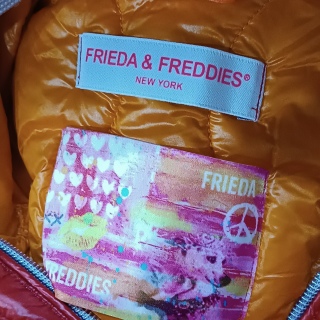 FRIEDA & FREDDIES®
NEW YORK
FRIEDA
REDDIES